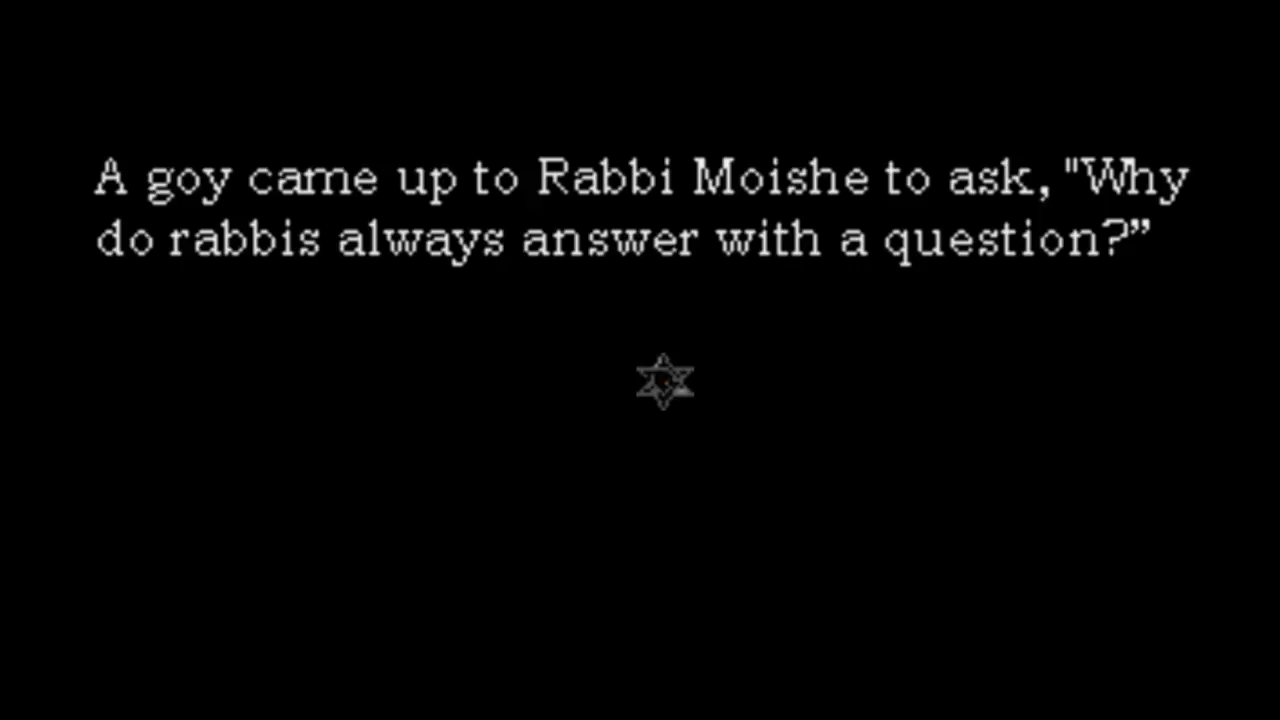 A goy came up to Rabbi Moishe to ask, "Why
do rabbis always answer with a question?”